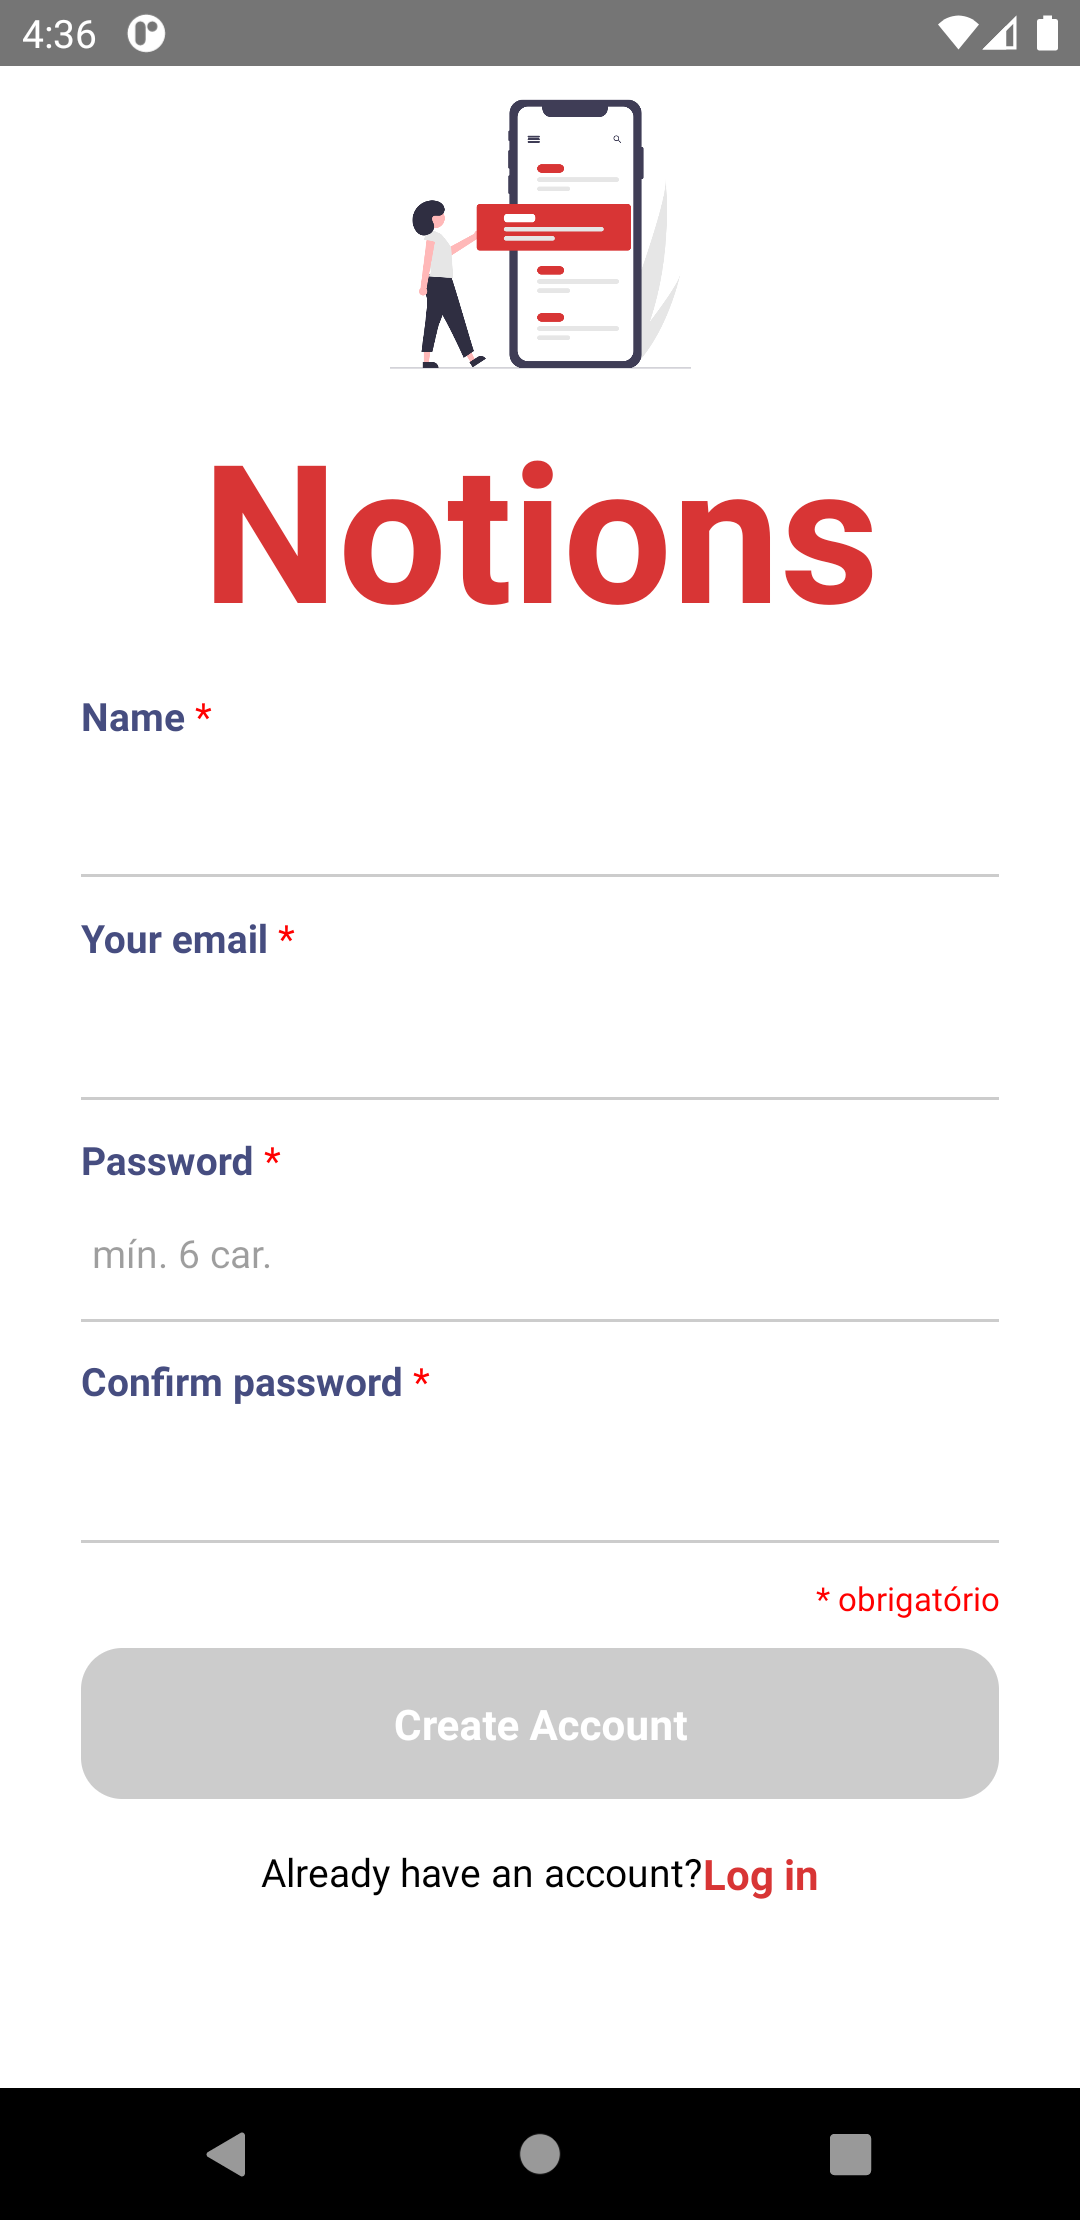 4:36
Notions
Name *
Your email *
Password *
mín. 6 car.
Confirm password *
* obrigatório
Create Account
Already have an account?Log in